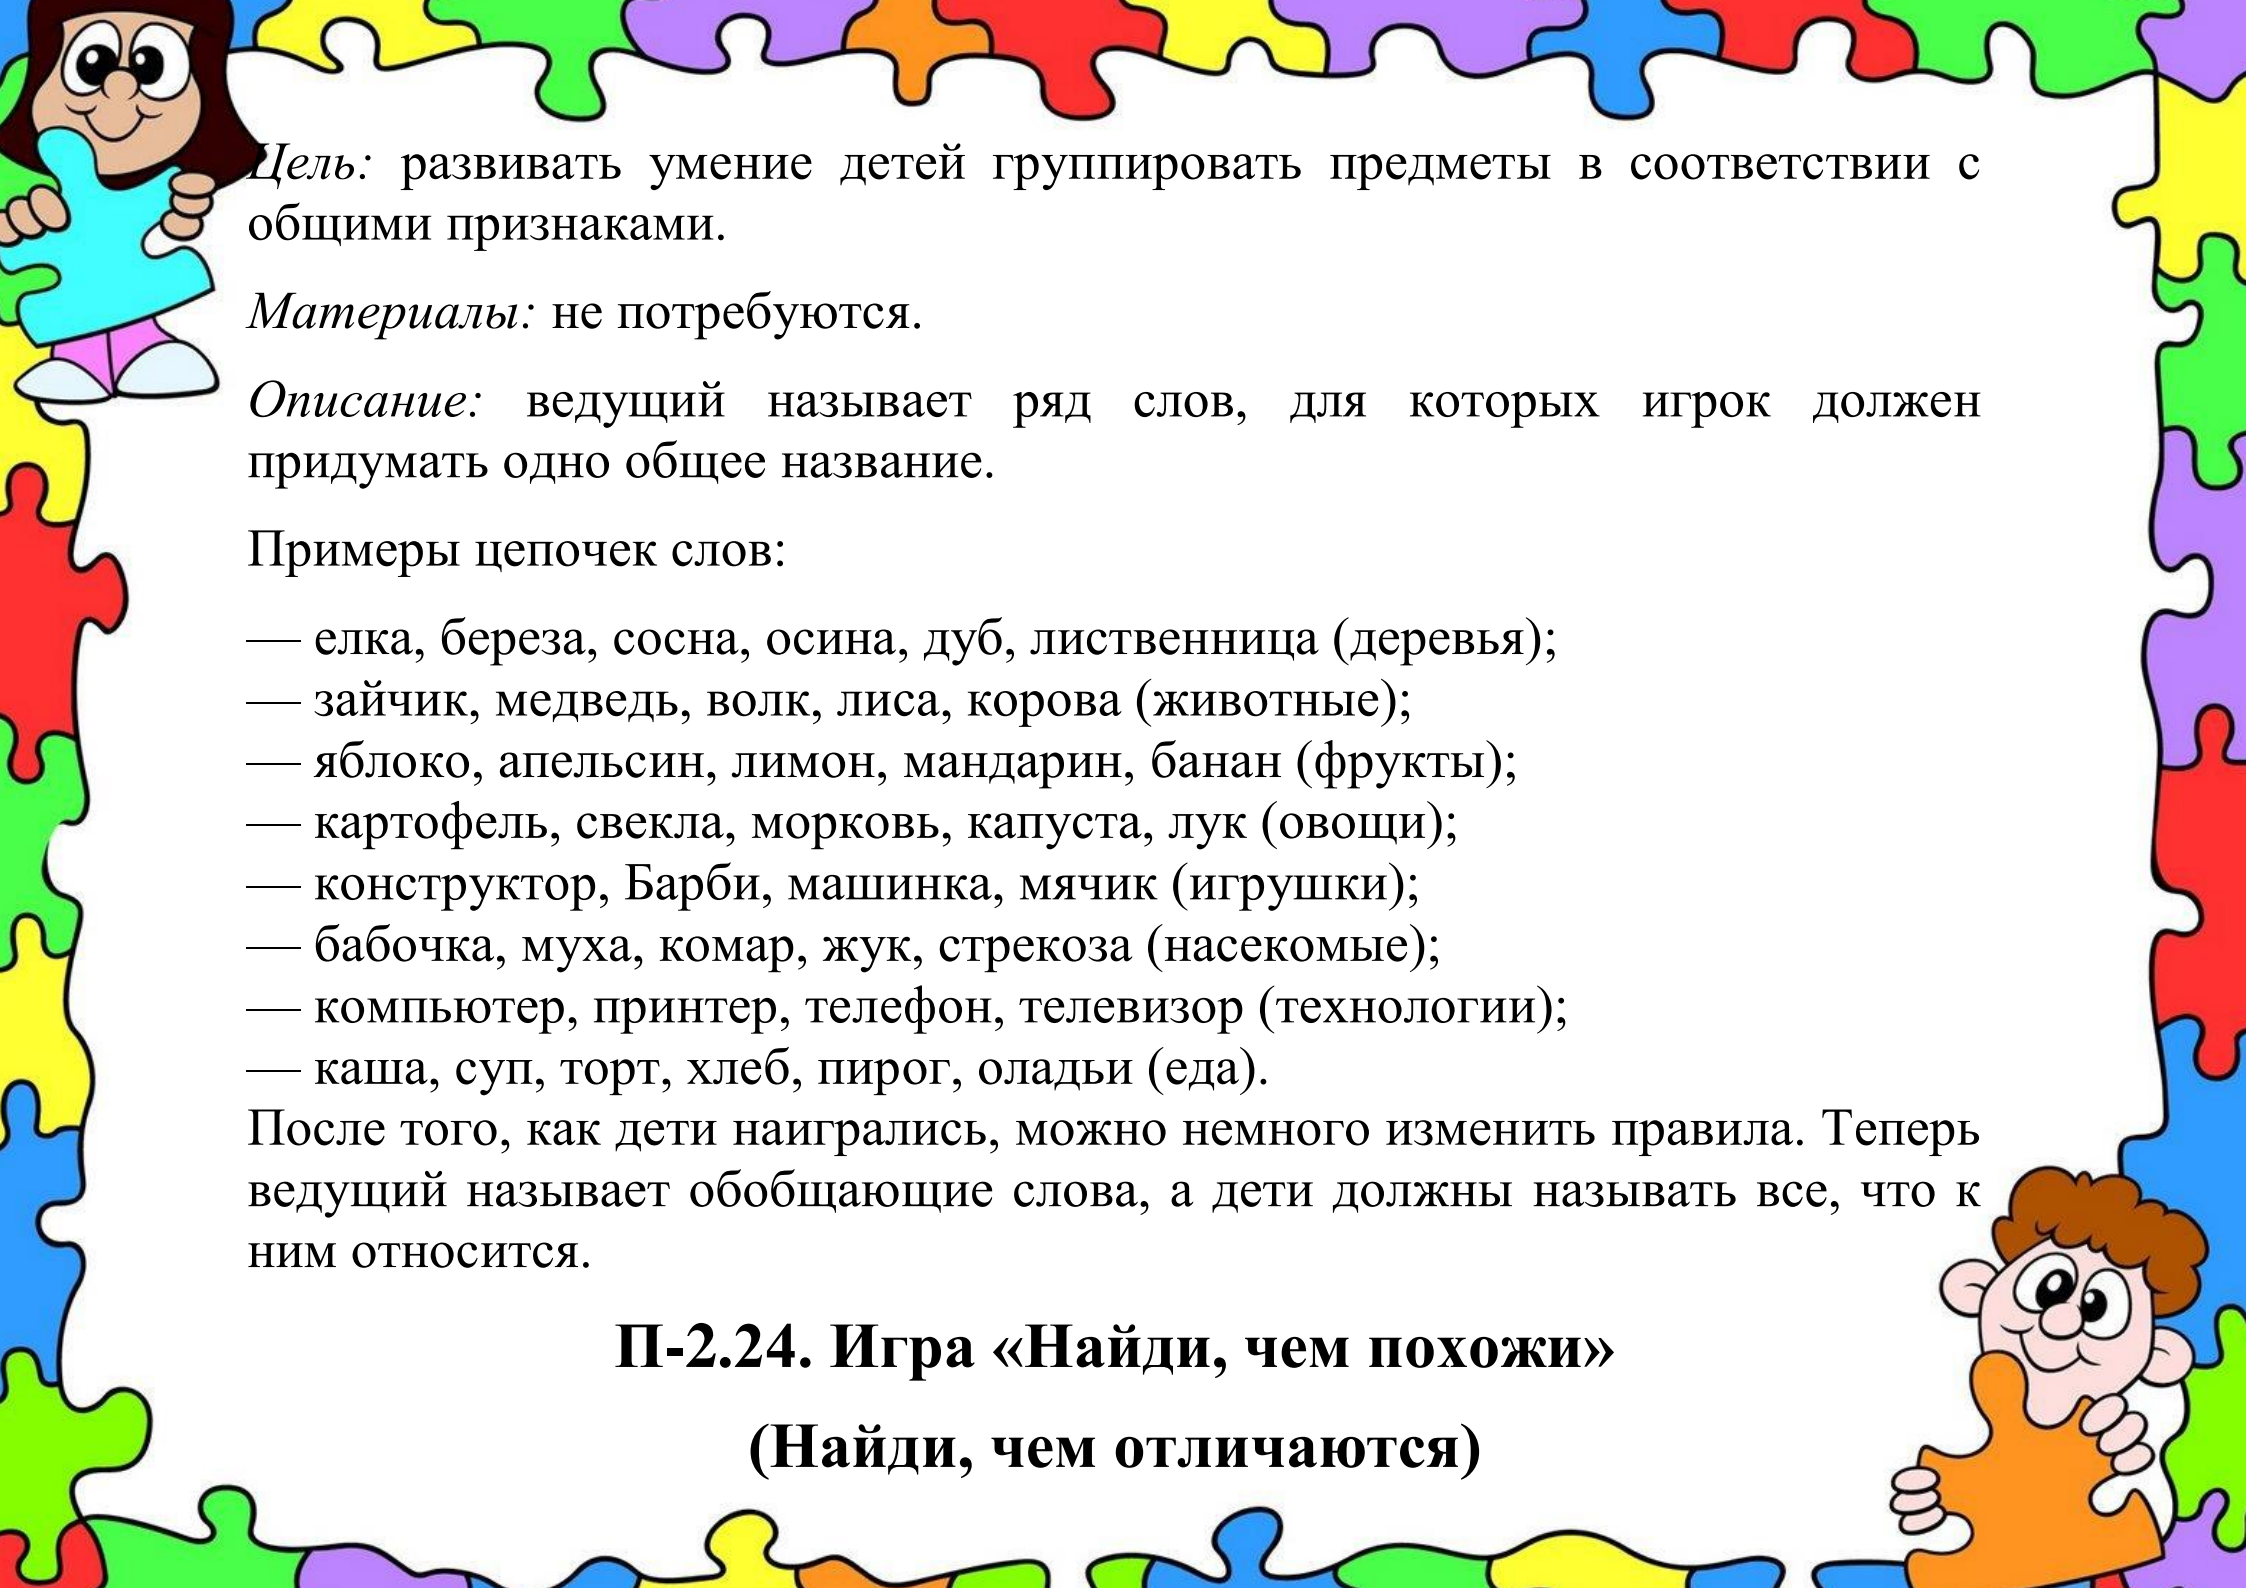 Цель: развивать умение детей группировать предметы в соответствии с
общими признаками.
Материалы: не потребуются.
Описание: ведущий называет ряд слов, для которых игрок должен
придумать одно общее название.
Примеры цепочек слов:
— елка, береза, сосна, осина, дуб, лиственница (деревья);
— зайчик, медведь, волк, лиса, корова (животные);
— яблоко, апельсин, лимон, мандарин, банан (фрукты);
— картофель, свекла, морковь, капуста, лук (овощи);
— конструктор, Барби, машинка, мячик (игрушки);
— бабочка, муха, комар, жук, стрекоза (насекомые);
— компьютер, принтер, телефон, телевизор (технологии);
— каша, суп, торт, хлеб, пирог, оладьи (еда).
После того, как дети наигрались, можно немного изменить правила. Теперь
ведущий называет обобщающие слова, а дети должны называть все, что к
ним относится.
П-2.24. Игра «Найди, чем похожи»
(Найди, чем отличаются)